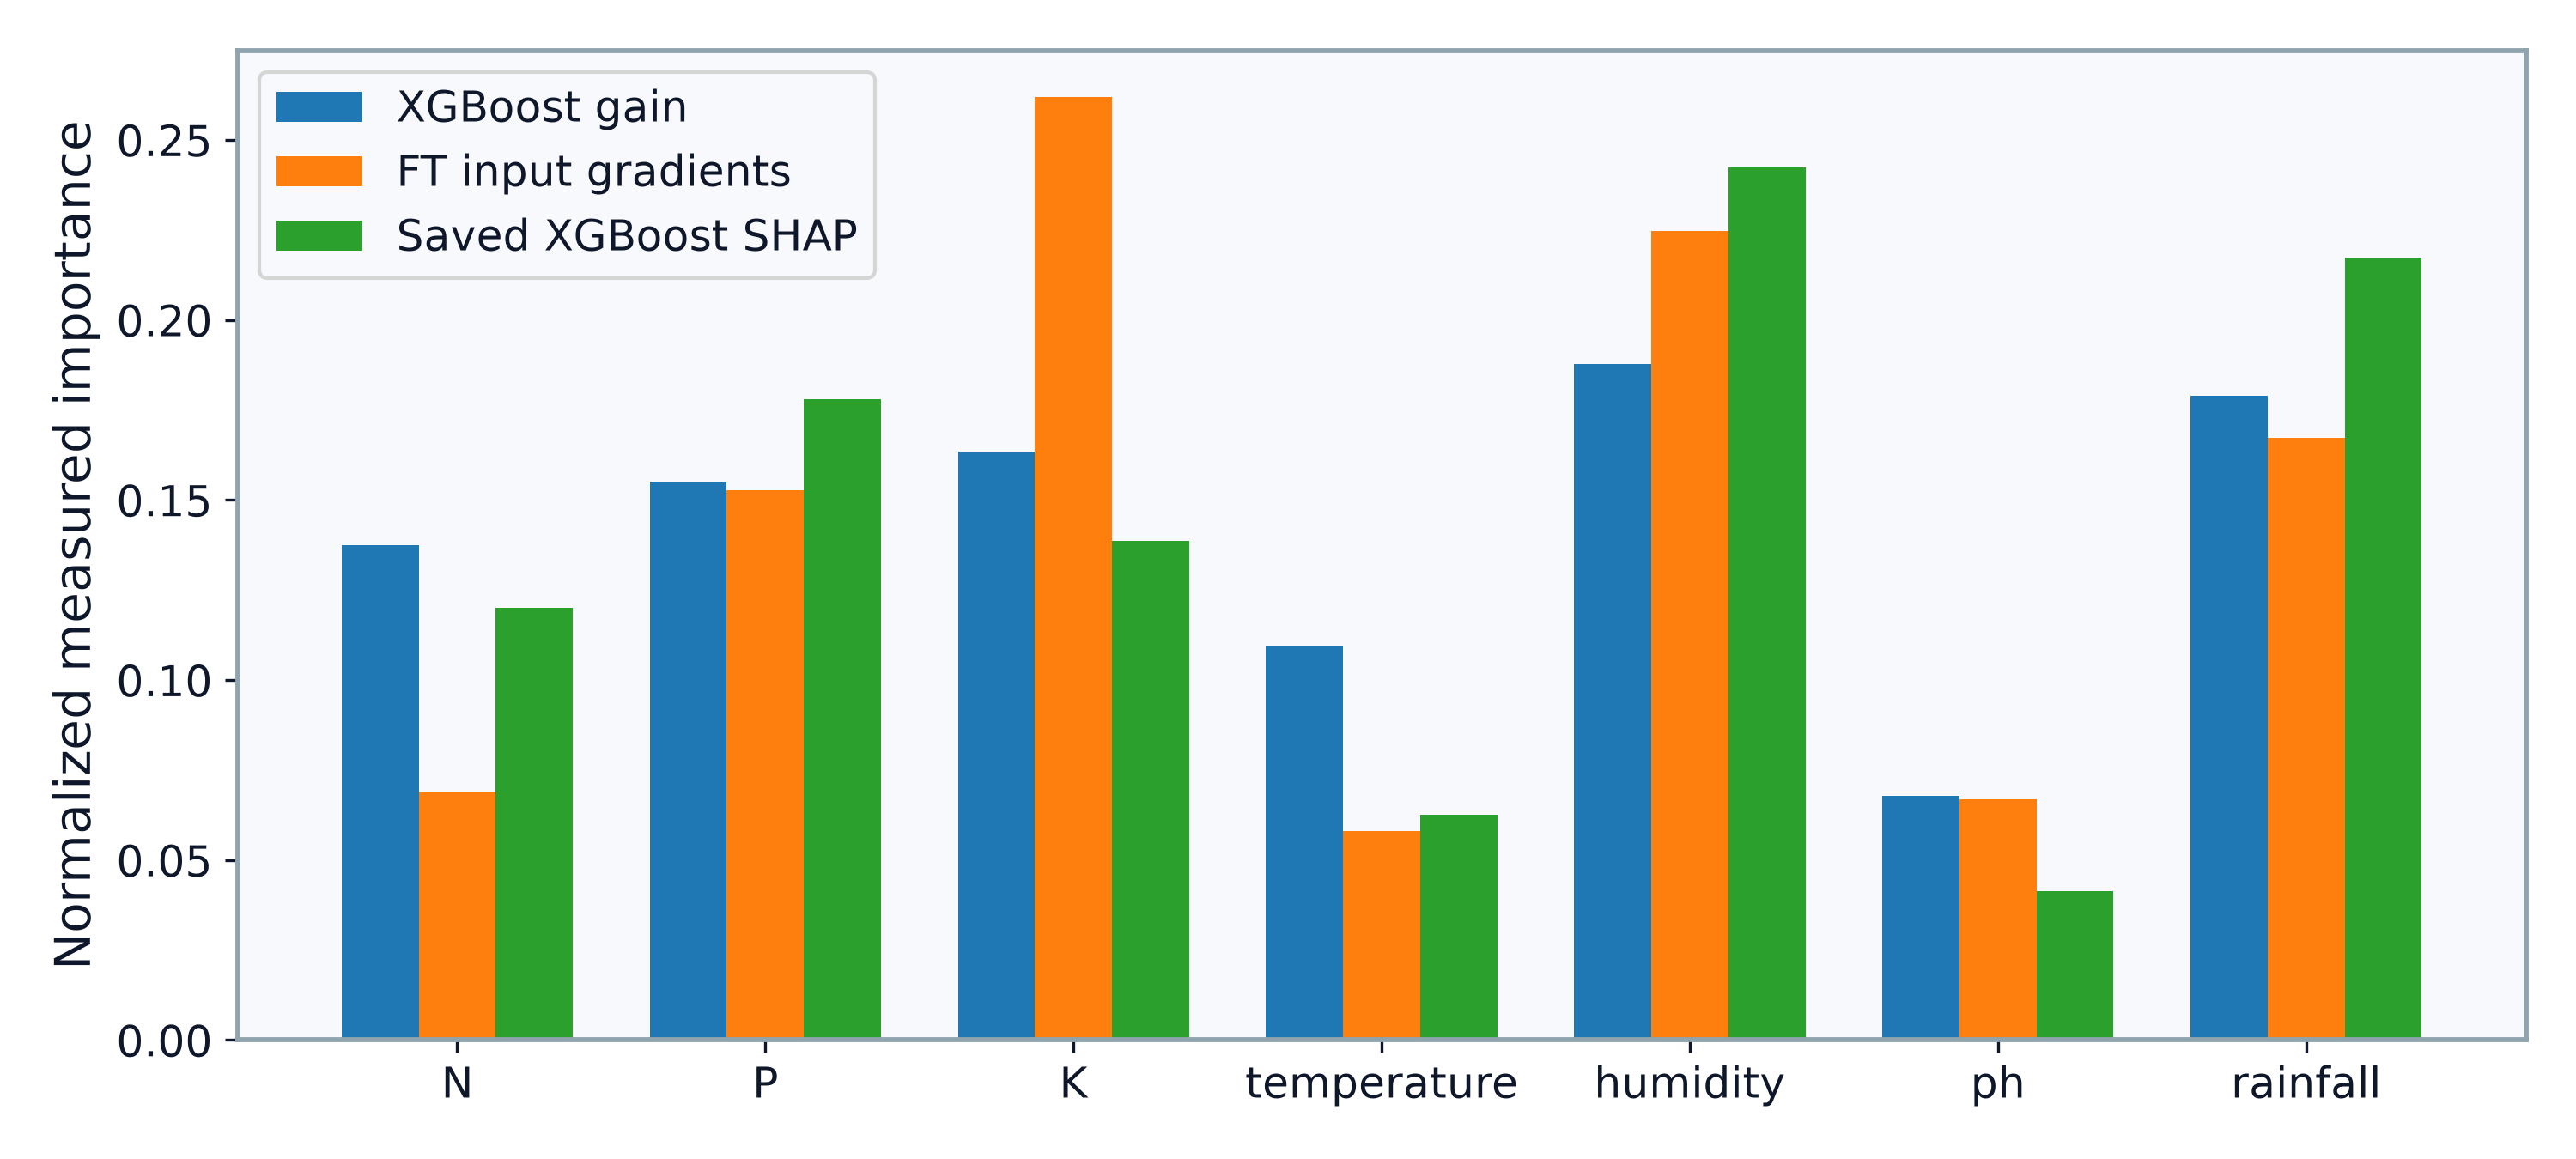 XGBoost gain
FT input gradients
Saved XGBoost SHAP
Normalized measured importance
0.25
0.20
0.15
0.10
0.05
0.00
N P K temperature humidity ph rainfall